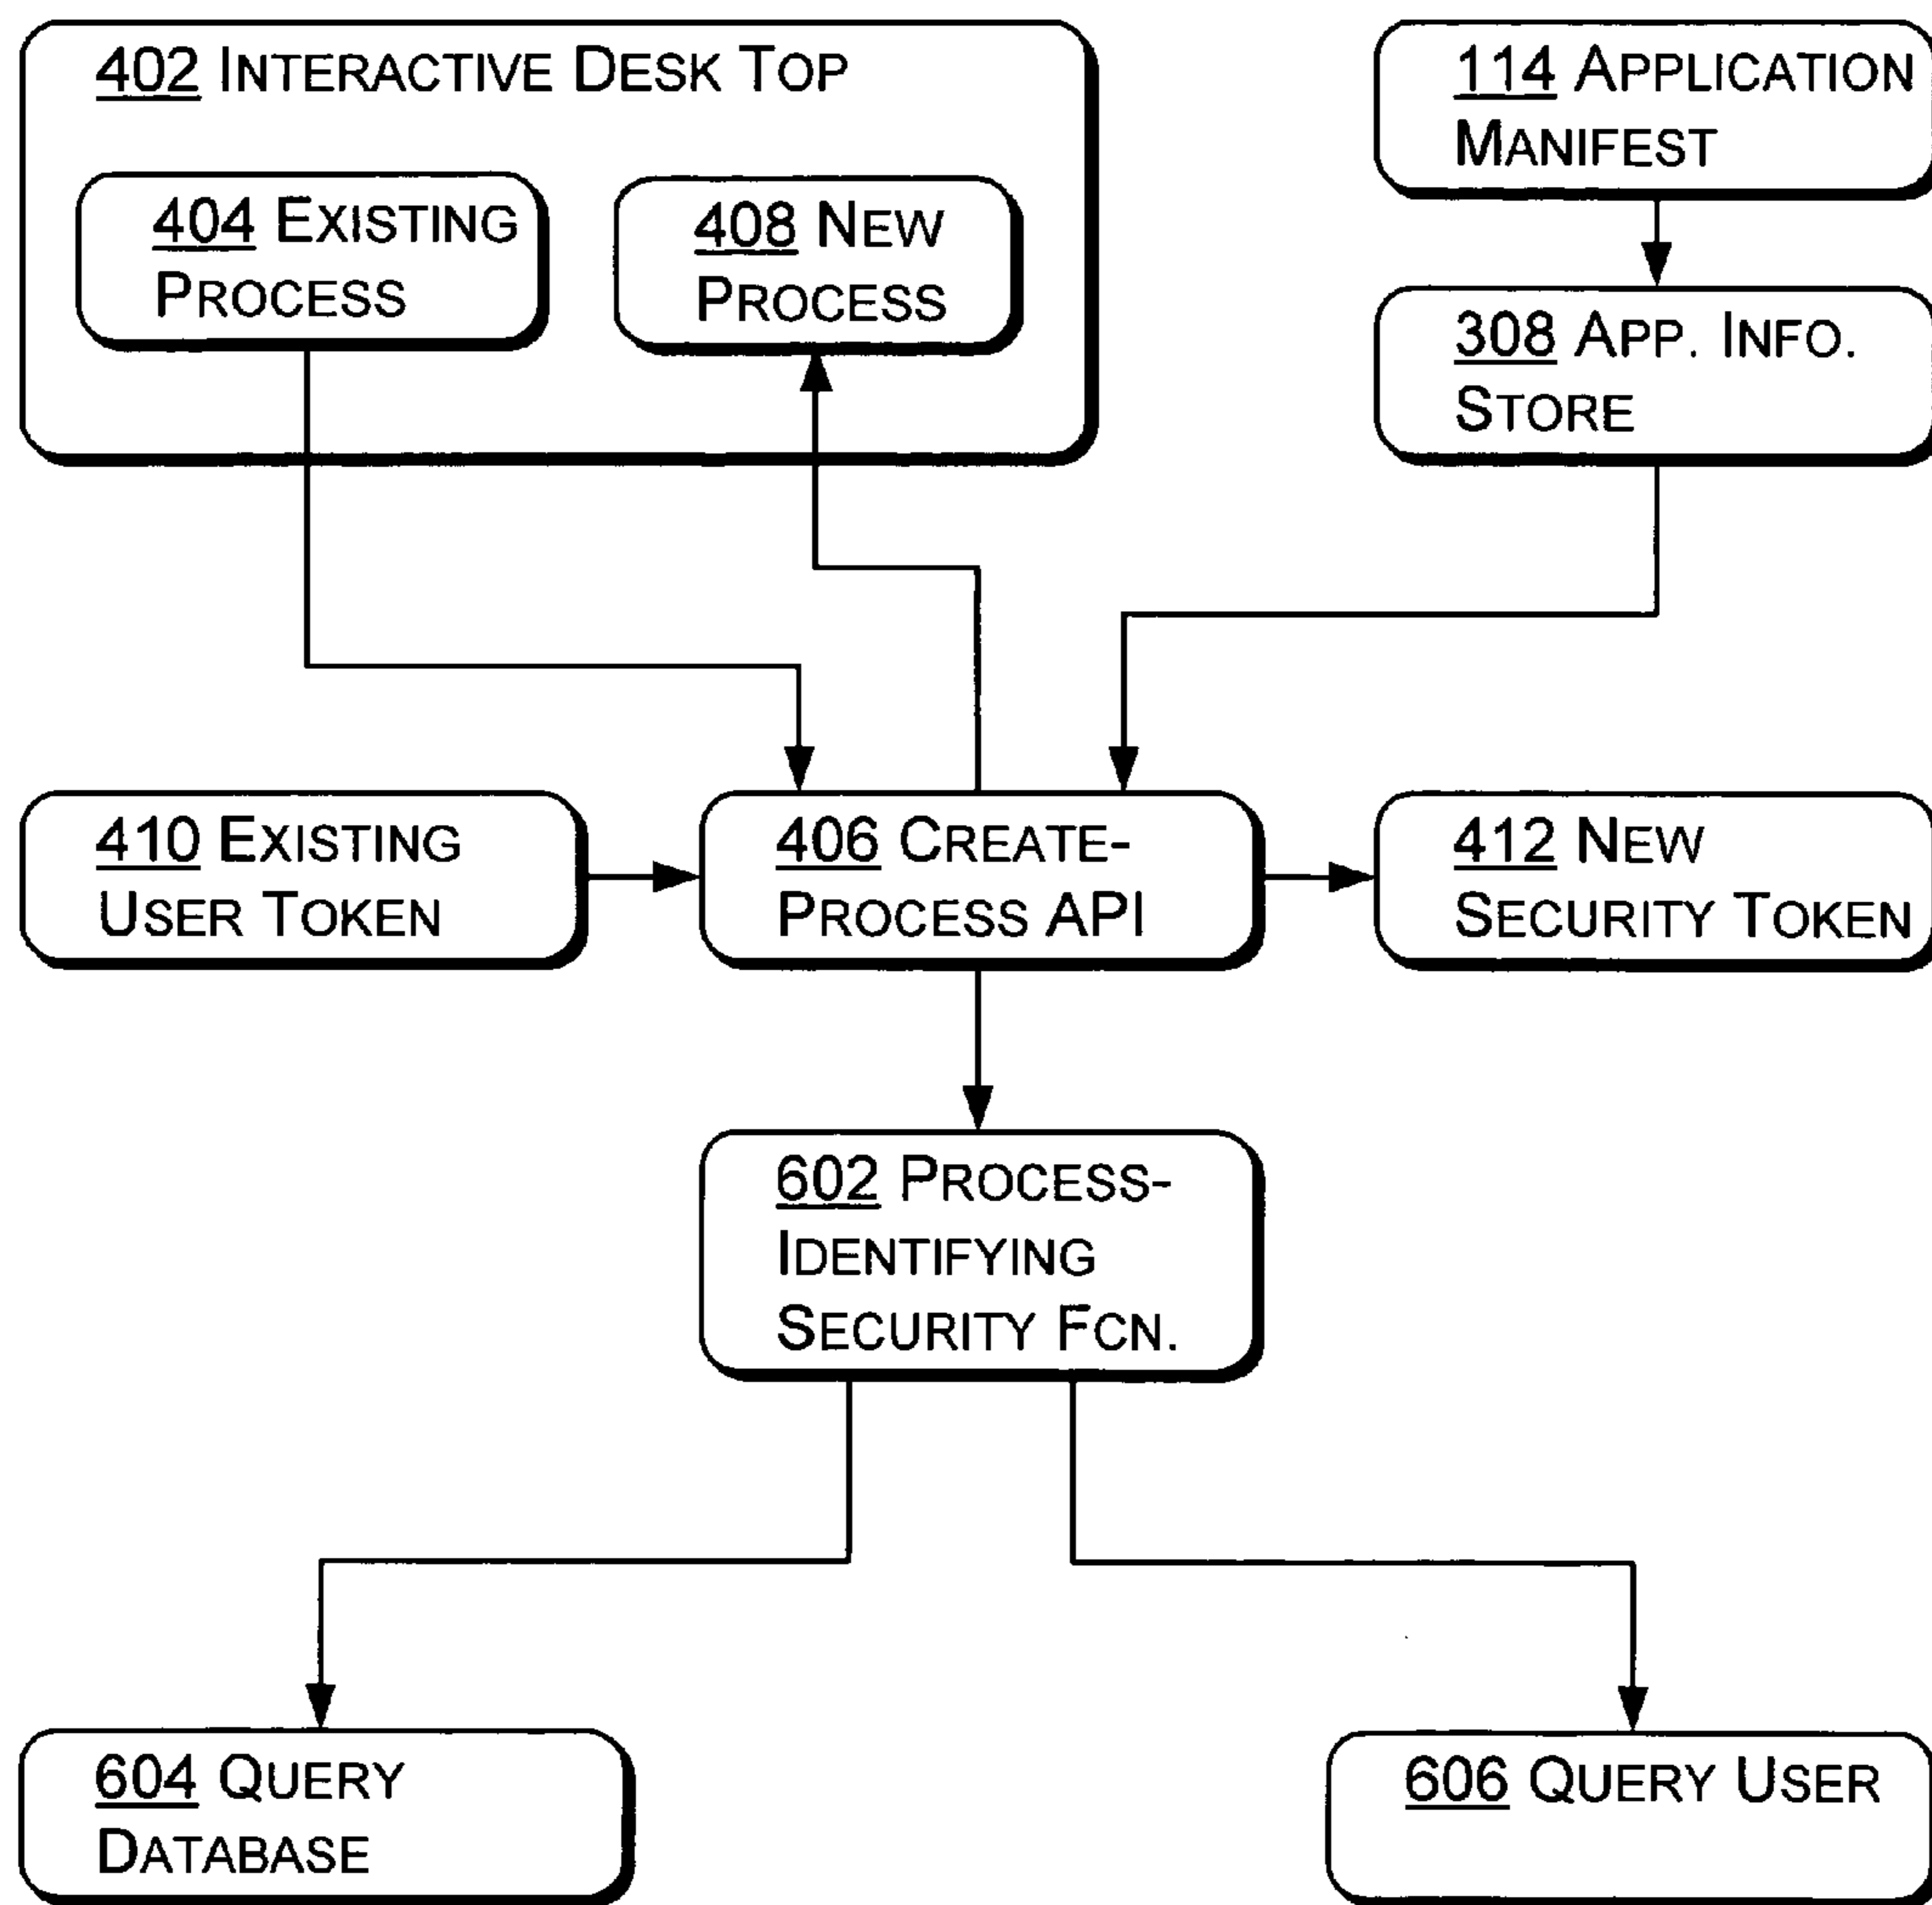 402 INTERACTIVE DESK TOP
404 EXISTING
PROCESS
408 NEW
PROCESS
114 APPLICATION
MANIFEST
308 APP. INFO.
STORE
410 EXISTING
USER TOKEN
406 CREATE-
PROCESS API
412 NEW
SECURITY TOKEN
602 PROCESS-
IDENTIFYING
SECURITY FCN.
604 QUERY
DATABASE
606 QUERY USER